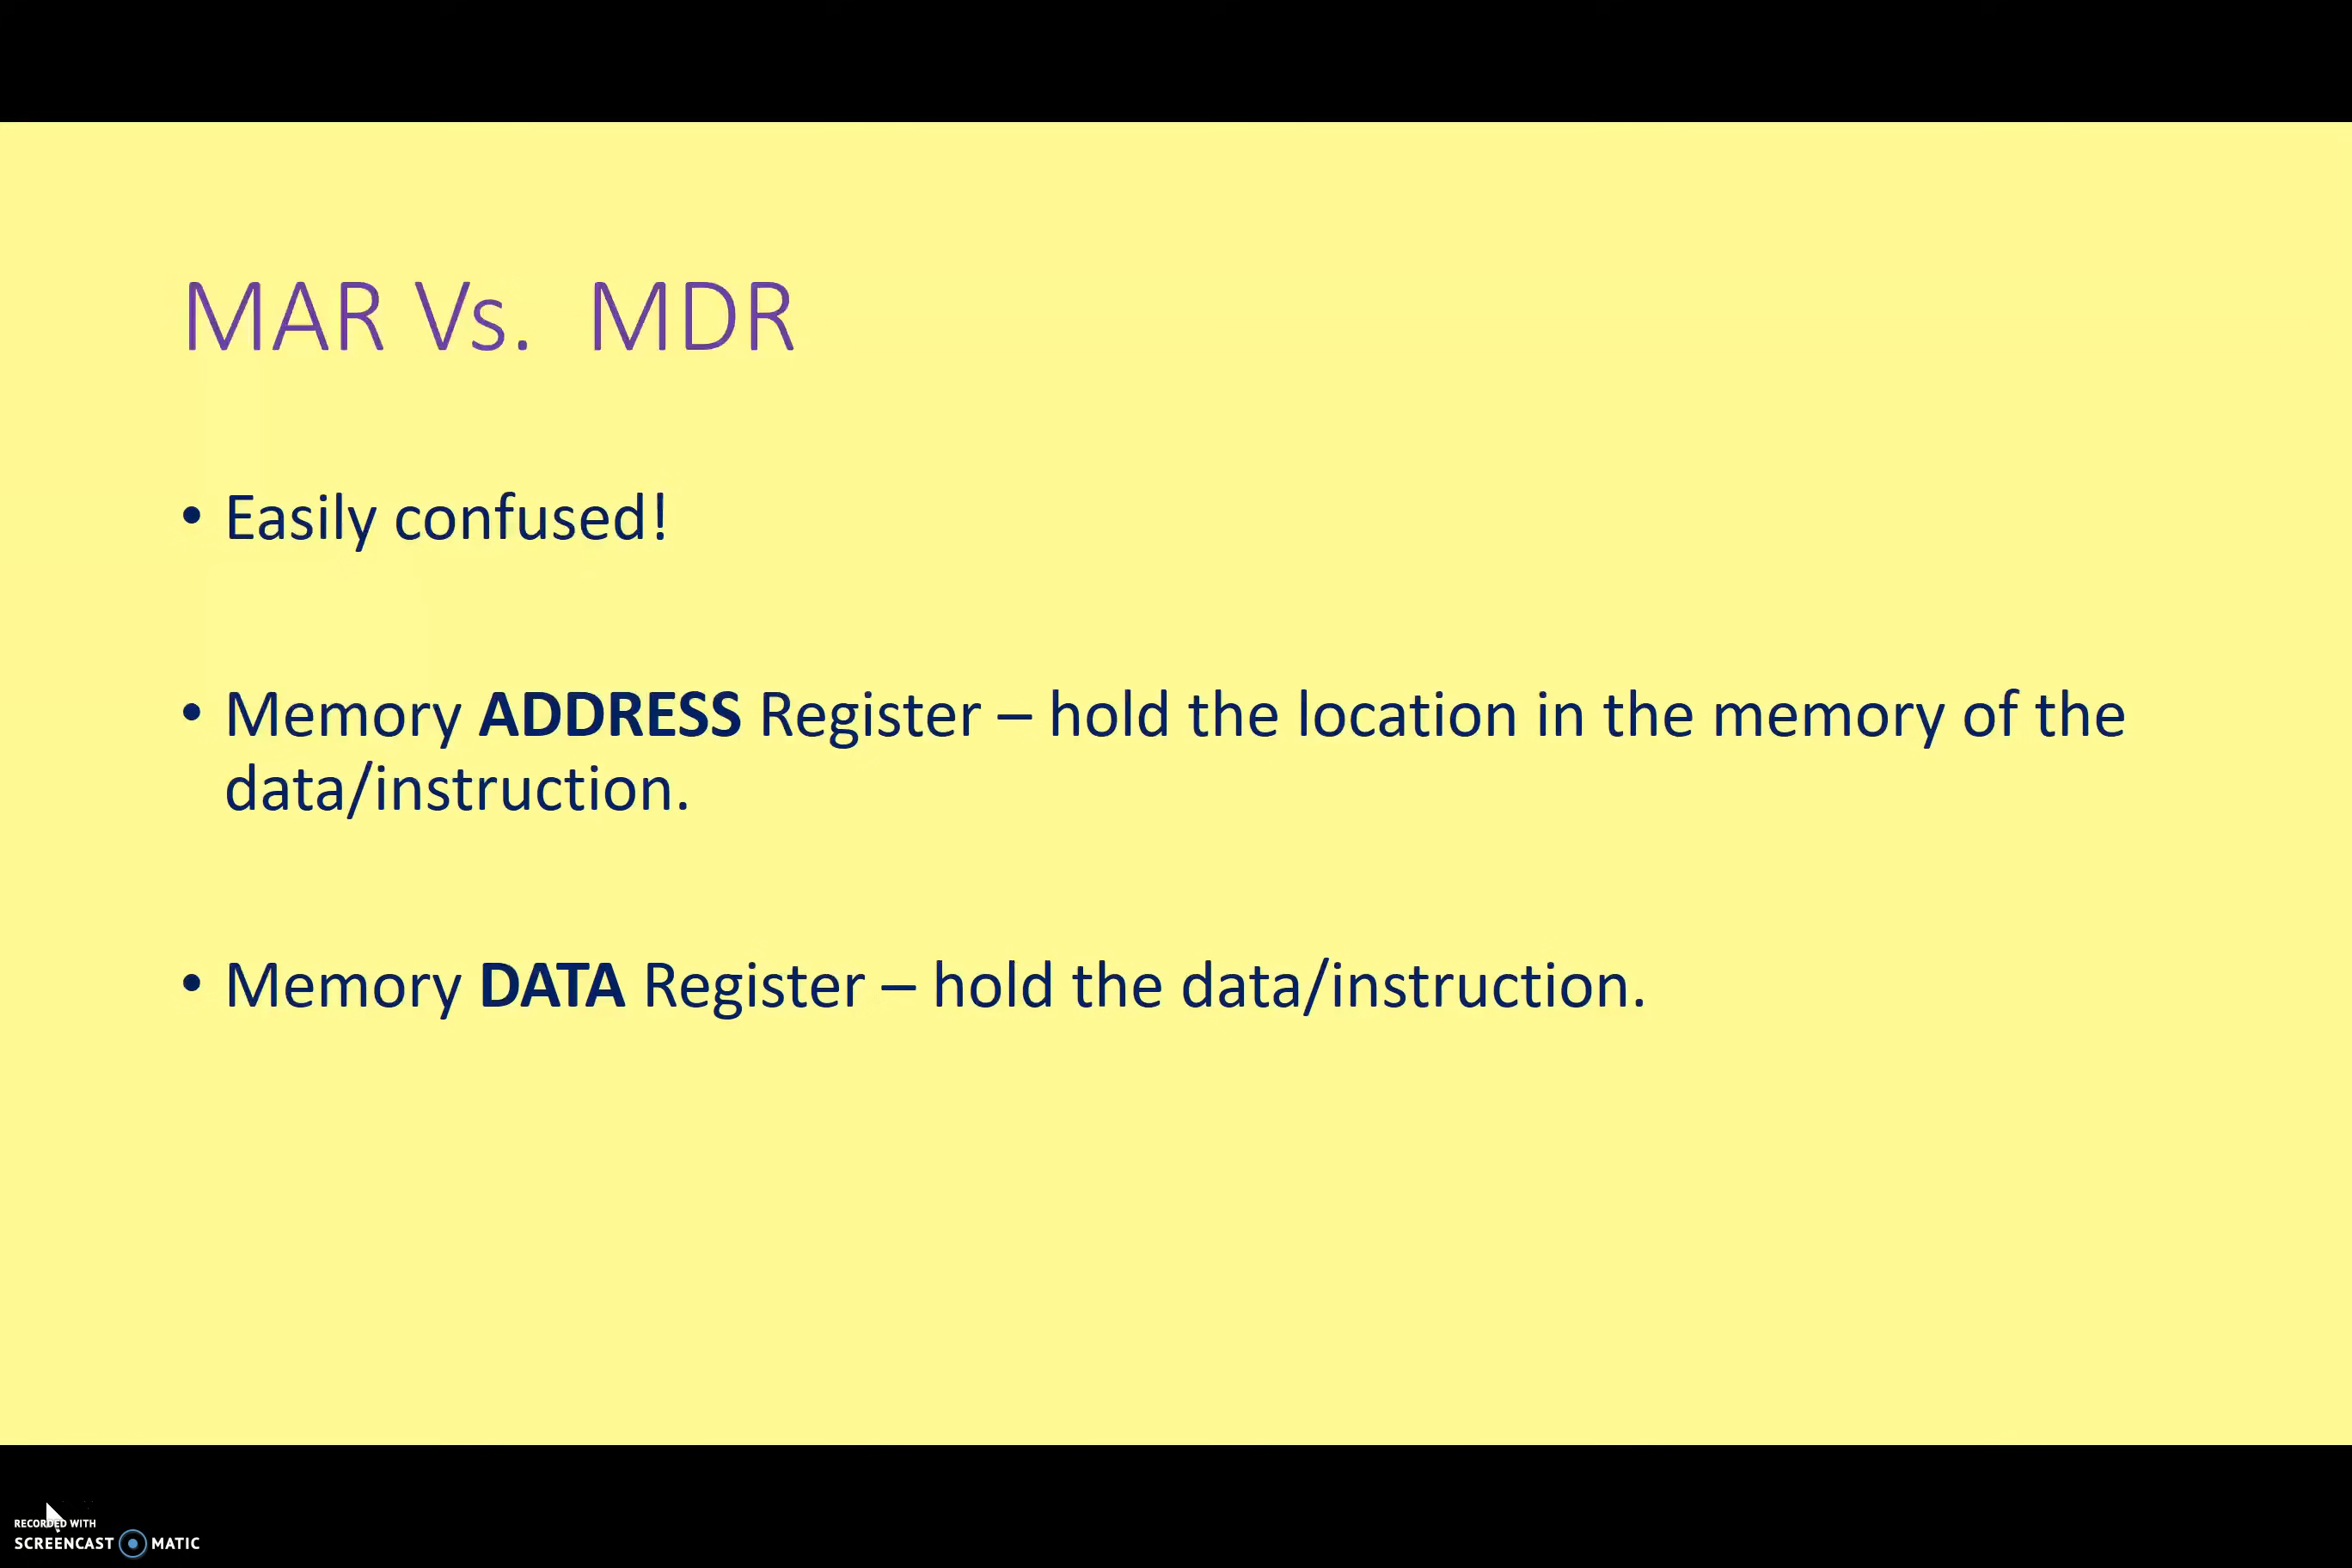 MAR Vs.  MDR
• Easily confused!
• Memory ADDRESS Register – hold the location in the memory of the
data/instruction.
• Memory DATA Register – hold the data/instruction.
RECORDED WITH
SCREENCAST MATIC